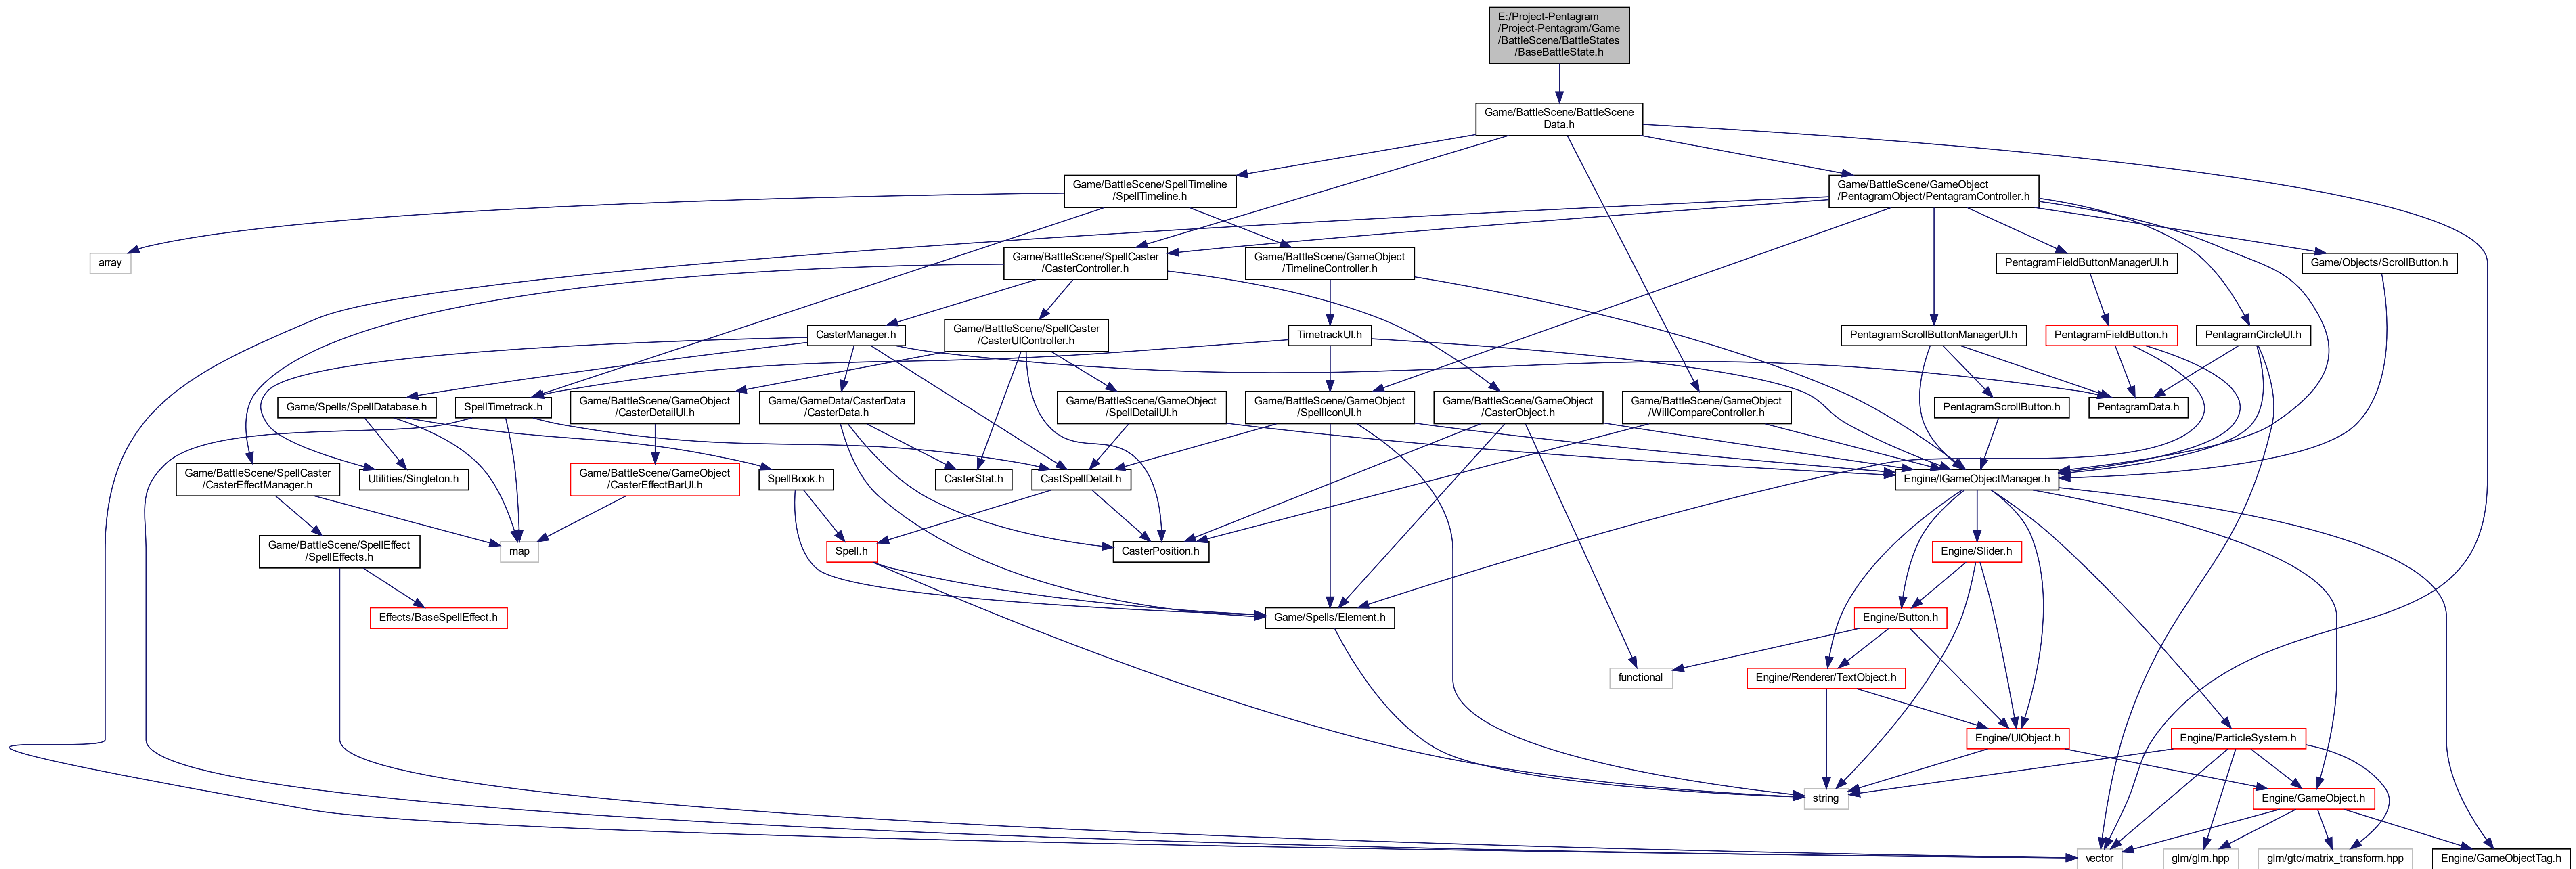 E:/Project-Pentagram
/Project-Pentagram/Game
/BattleScene/BattleStates
/BaseBattleState.h
Game/BattleScene/BattleScene
Data.h
Game/BattleScene/SpellTimeline
/SpellTimeline.h
Game/BattleScene/GameObject
/PentagramObject/PentagramController.h
array
Game/BattleScene/SpellCaster
/CasterController.h
Game/BattleScene/GameObject
/TimelineController.h
PentagramFieldButtonManagerUI.h
Game/Objects/ScrollButton.h
CasterManager.h
Game/BattleScene/SpellCaster
/CasterUIController.h
TimetrackUI.h
PentagramScrollButtonManagerUI.h
PentagramFieldButton.h
PentagramCircleUI.h
Game/Spells/SpellDatabase.h
SpellTimetrack.h
Game/BattleScene/GameObject
/CasterDetailUI.h
Game/GameData/CasterData
/CasterData.h
Game/BattleScene/GameObject
/SpellDetailUI.h
Game/BattleScene/GameObject
/SpellIconUI.h
Game/BattleScene/GameObject
/CasterObject.h
Game/BattleScene/GameObject
/WillCompareController.h
PentagramScrollButton.h
PentagramData.h
Game/BattleScene/SpellCaster
/CasterEffectManager.h
Utilities/Singleton.h
Game/BattleScene/GameObject
/CasterEffectBarUI.h
SpellBook.h
CasterStat.h
CastSpellDetail.h
Engine/IGameObjectManager.h
Game/BattleScene/SpellEffect
/SpellEffects.h
map
Spell.h
CasterPosition.h
Engine/Slider.h
Effects/BaseSpellEffect.h
Game/Spells/Element.h
Engine/Button.h
functional
Engine/Renderer/TextObject.h
Engine/UIObject.h
Engine/ParticleSystem.h
string
Engine/GameObject.h
vector
glm/glm.hpp
glm/gtc/matrix_transform.hpp
Engine/GameObjectTag.h